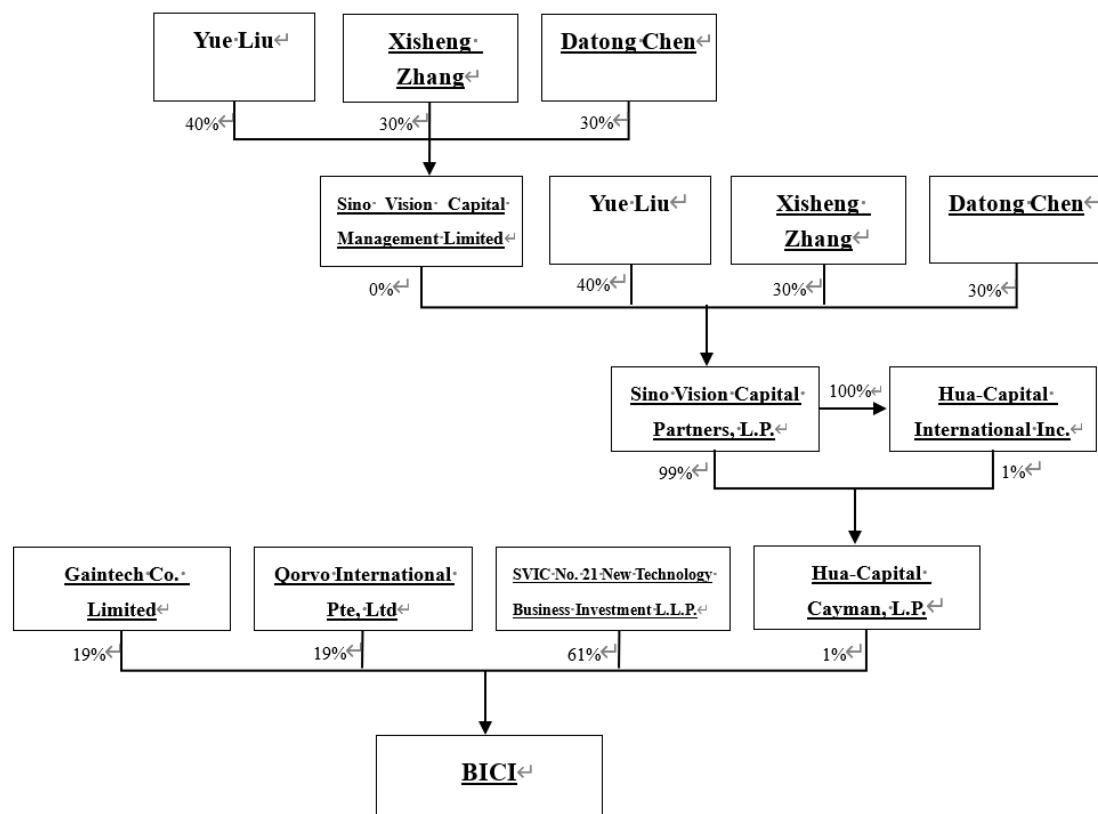 Yue Liu
Xisheng
Zhang
Datong Chen
40%
30%
30%
Sino Vision Capital
Management Limited
Yue Liu
Xisheng
Zhang
Datong Chen
0%
40%
30%
30%
Sino Vision Capital
Partners, L.P.
100%
Hua-Capital
International Inc.
99%
1%
Gaintech Co.
Limited
Qorvo International
Pte, Ltd
SVIC No. 21 New Technology
Business Investment L.L.P.
Hua-Capital
Cayman, L.P.
19%
19%
61%
1%
BICI